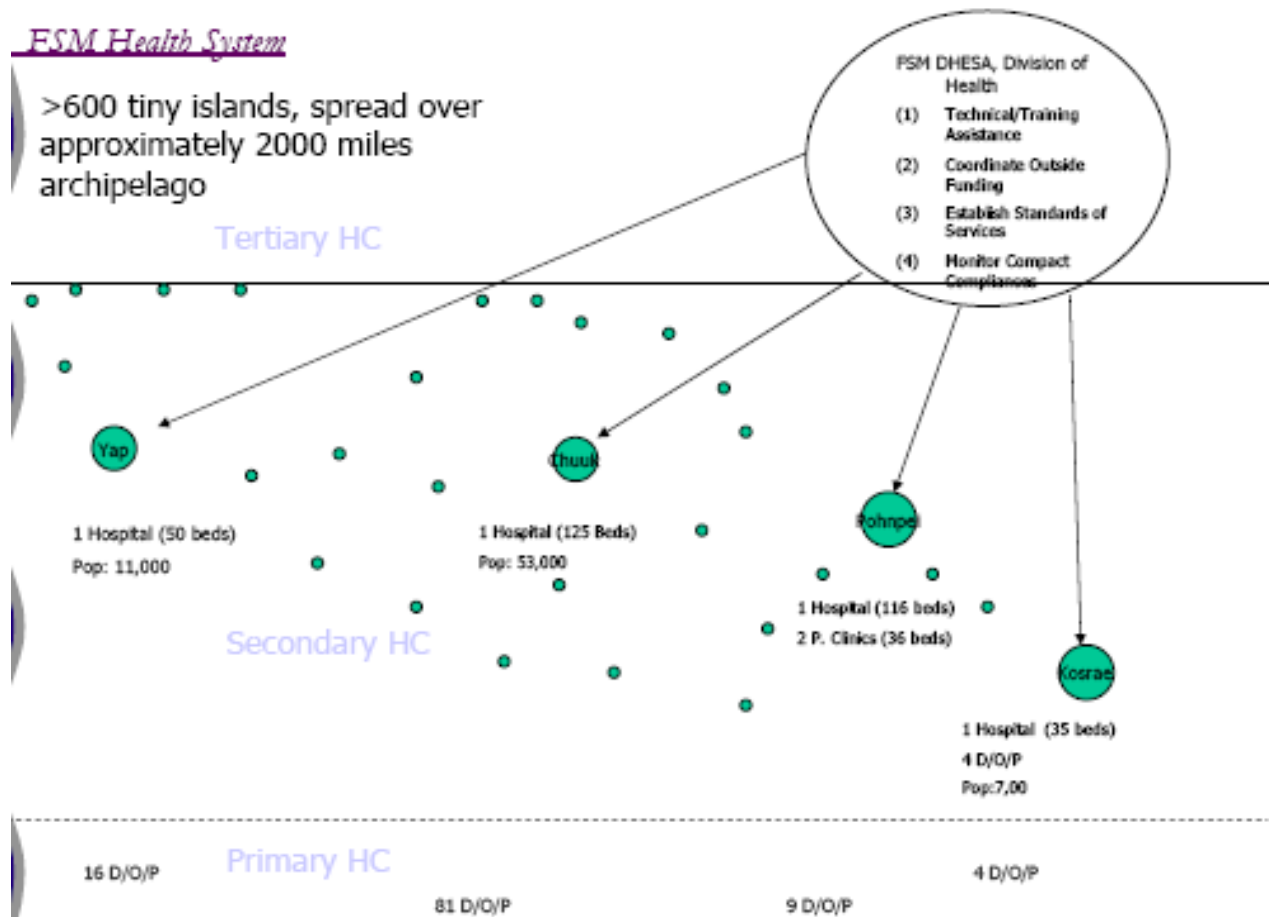 FSM Health System
>600 tiny islands, spread over
approximately 2000 miles
archipelago
FSM DHESA, Division of
Health
(1) Technical/Training
Assistance
(2) Coordinate Outside
Funding
(3) Establish Standards of
Services
(4) Monitor Compact
Compliances
Tertiary HC
Yap
Chuuk
Pohnpei
Kosrae
1 Hospital (50 beds)
Pop: 11,000
1 Hospital (125 Beds)
Pop: 53,000
1 Hospital (116 beds)
2 P. Clinics (36 beds)
Secondary HC
1 Hospital (35 beds)
4 D/O/P
Pop:7,00
Primary HC
16 D/O/P
81 D/O/P
9 D/O/P
4 D/O/P